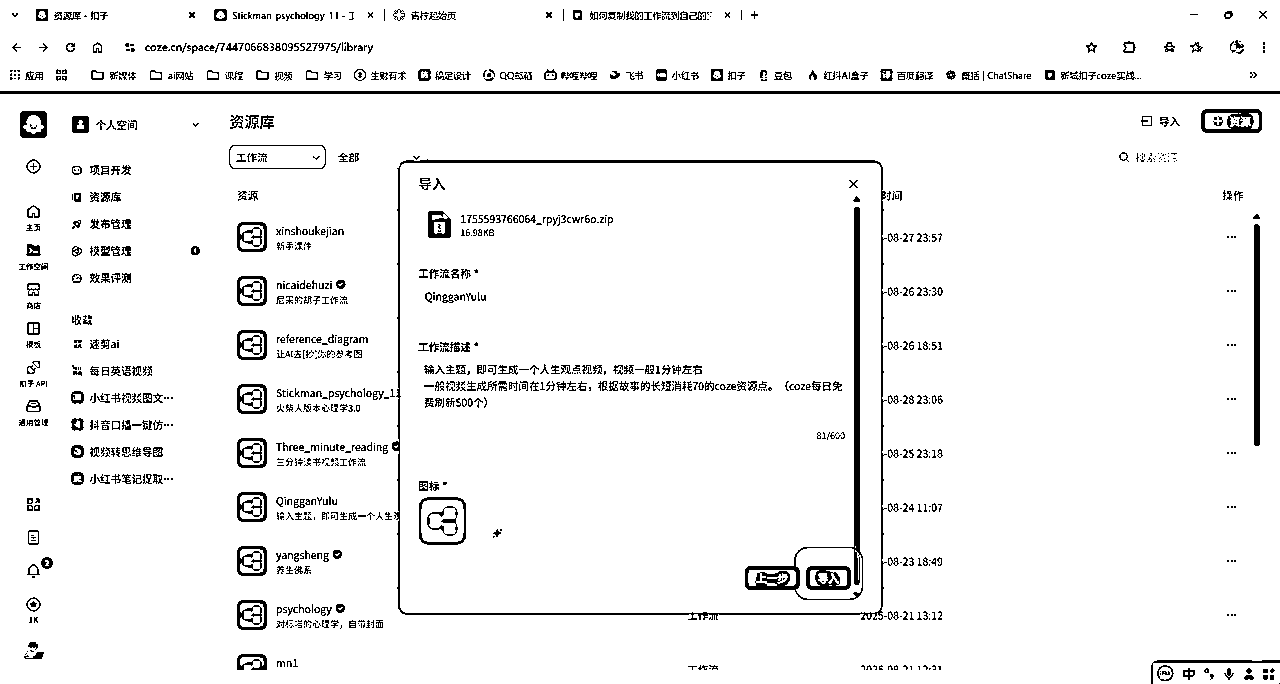 资源库 - 扣子
Stickman_psychology_11 - 工
青柠起始页
如何复制我的工作流到自己的空
coze.cn/space/7447066838095527975/library
应用
新媒体
ai网站
课程
视频
学习
生财有术
稿定设计
QQ邮箱
哔哩哔哩
飞书
小红书
扣子
豆包
红抖AI盒子
百度翻译
概括 | ChatShare
新域扣子coze实战...
个人空间
项目开发
资源库
发布管理
模型管理
效果评测
收藏
速剪ai
每日英语视频
小红书视频图文···
抖音口播一键仿···
视频转思维导图
小红书笔记提取···
主页
工作空间
商店
模板
扣子 API
通用管理
2
资源库
导入
资源
工作流
全部
搜索资源
资源
时间
操作
xinshoukejian
新手课件
-08-27 23:57
nicaidehuzi
尼采的胡子工作流
-08-26 23:30
reference_diagram
让AI去[抄]你的参考图
-08-26 18:51
Stickman_psychology_11
火柴人版本心理学3.0
-08-28 23:06
Three_minute_reading
三分钟读书视频工作流
-08-25 23:18
QingganYulu
输入主题，即可生成一个人生观
-08-24 11:07
yangsheng
养生佛系
-08-23 18:49
psychology
对标塔的心理学，自带封面
工作流
2025-08-21 13:12
mn1
工作流
2025-08-21 12:31
导入
1755593766064_rpyj3cwr6o.zip
16.98KB
工作流名称 *
QingganYulu
工作流描述 *
输入主题，即可生成一个人生观点视频，视频一般1分钟左右
一般视频生成所需时间在1分钟左右，根据故事的长短消耗70的coze资源点。（coze每日免
费刷新500个）
81/600
图标 *
上一步
导入
中